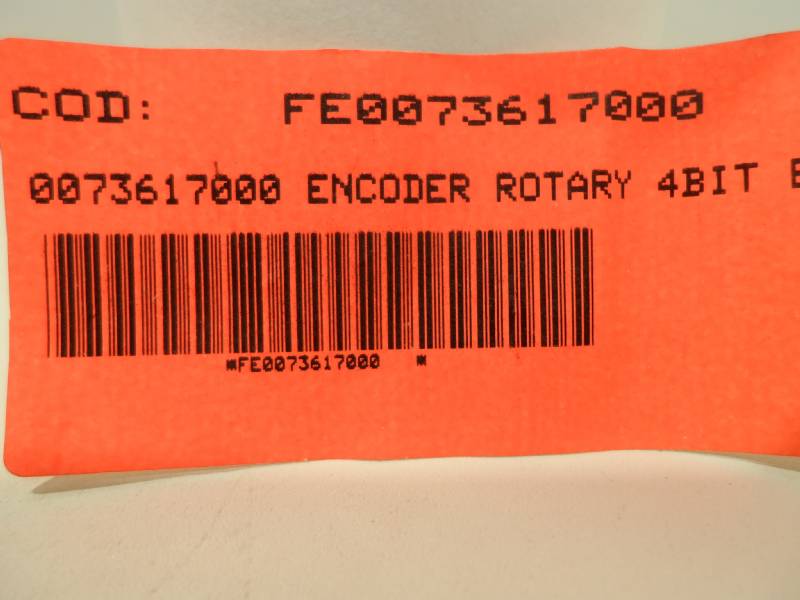 COD: FE0073617000
0073617000 ENCODER ROTARY 4BIT
*FE0073617000 *